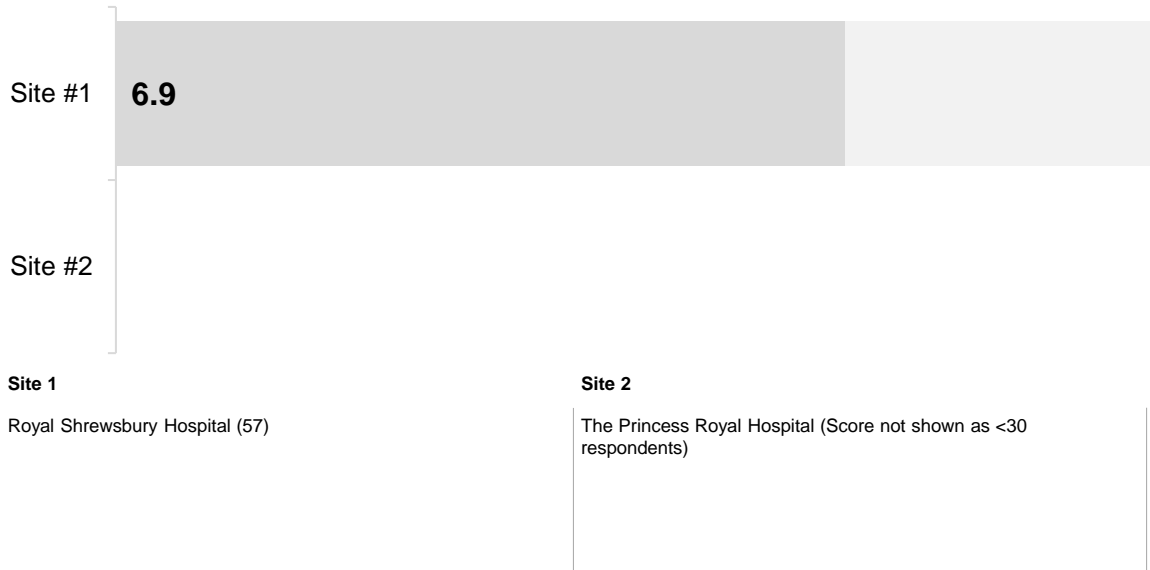 Site #1
6.9
Site #2
Site 1
Royal Shrewsbury Hospital (57)
Site 2
The Princess Royal Hospital (Score not shown as <30
respondents)